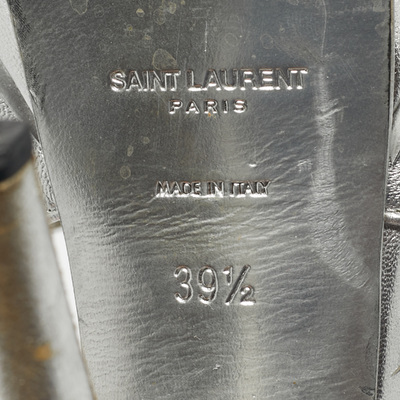 SAINT LAURENT
PARIS
MADE IN ITALY
39½